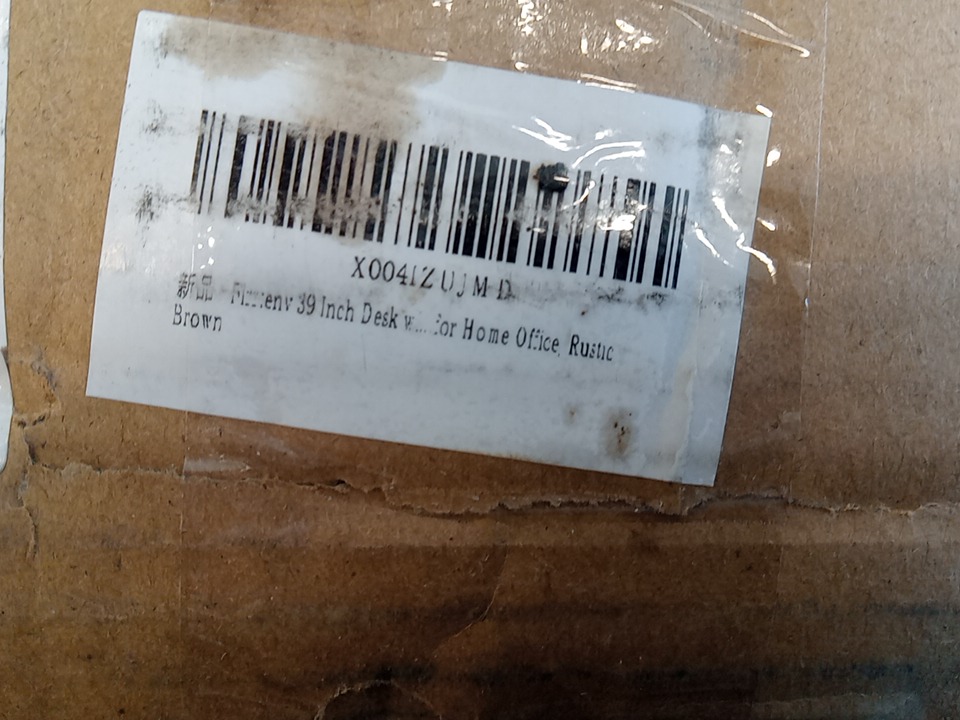 X004IZUJMD
新品 39 Inch Desk for Home Office, Rustic
Brown